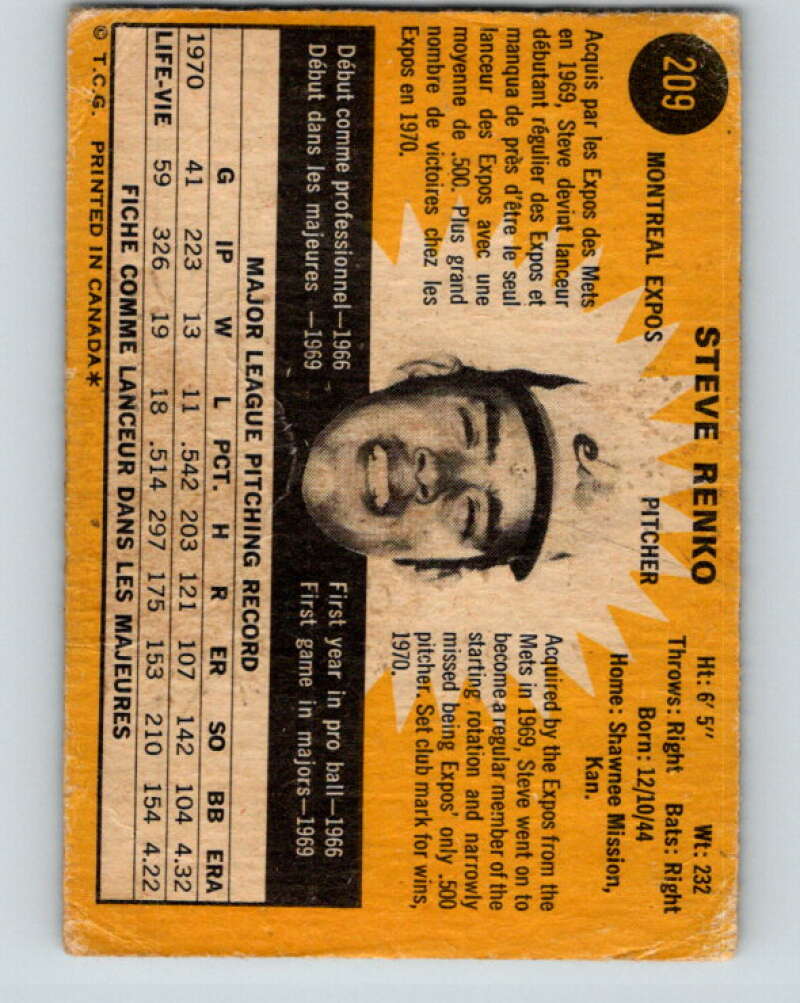 209
STEVE RENKO
MONTREAL EXPOS
PITCHER
Ht: 6' 5" Wt: 232
Throws: Right Bats: Right
Born: 12/10/44
Home: Shawnee Mission,
Kan.
Acquis par les Expos des Mets
en 1969, Steve devint lanceur
débutant régulier des Expos et
manqua de près d'être le seul
lanceur des Expos avec une
moyenne de .500. Plus grand
nombre de victoires chez les
Expos en 1970.
Acquired by the Expos from the
Mets in 1969, Steve went on to
become a regular member of the
starting rotation and narrowly
missed being Expos' only .500
pitcher. Set club mark for wins,
1970.
Début comme professionnel—1966
Début dans les majeures —1969
First year in pro ball—1966
First game in majors—1969
MAJOR LEAGUE PITCHING RECORD
G IP W L PCT. H R ER SO BB ERA
1970 41 223 13 11 .542 203 121 107 142 104 4.32
LIFE-VIE 59 326 19 18 .514 297 175 153 210 154 4.22
FICHE COMME LANCEUR DANS LES MAJEURES
© T.C.G. PRINTED IN CANADA*